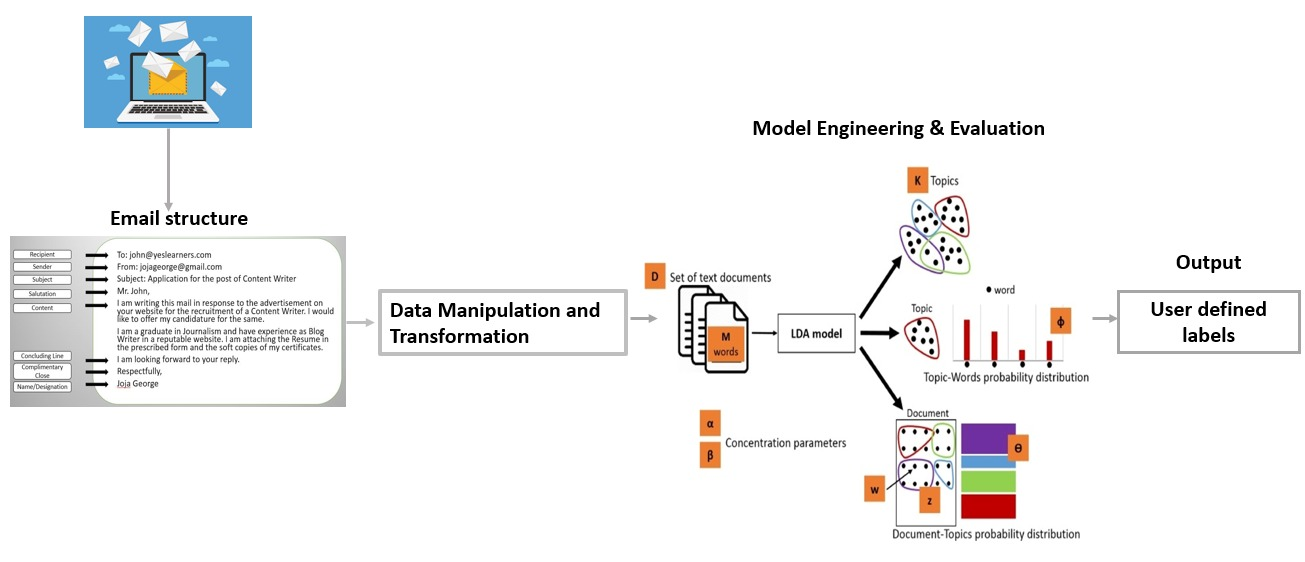 Email structure
Recipient
To: john@yeslearners.com
Sender
From: jojageorge@gmail.com
Subject
Subject: Application for the post of Content Writer
Salutation
Mr. John,
Content
I am writing this mail in response to the advertisement on
your website for the recruitment of a Content Writer. I would
like to offer my candidature for the same.
I am a graduate in Journalism and have experience as Blog
Writer in a reputable website. I am attaching the Resume in
the prescribed form and the soft copies of my certificates.
Concluding Line
I am looking forward to your reply.
Complimentary
Close
Respectfully,
Name/Designation
Joja George
Data Manipulation and
Transformation
Model Engineering & Evaluation
D Set of text documents
M
words
LDA model
α
β
Concentration parameters
K Topics
word
Topic
ϕ
Topic-Words probability distribution
Document
θ
w
z
Document-Topics probability distribution
Output
User defined
labels